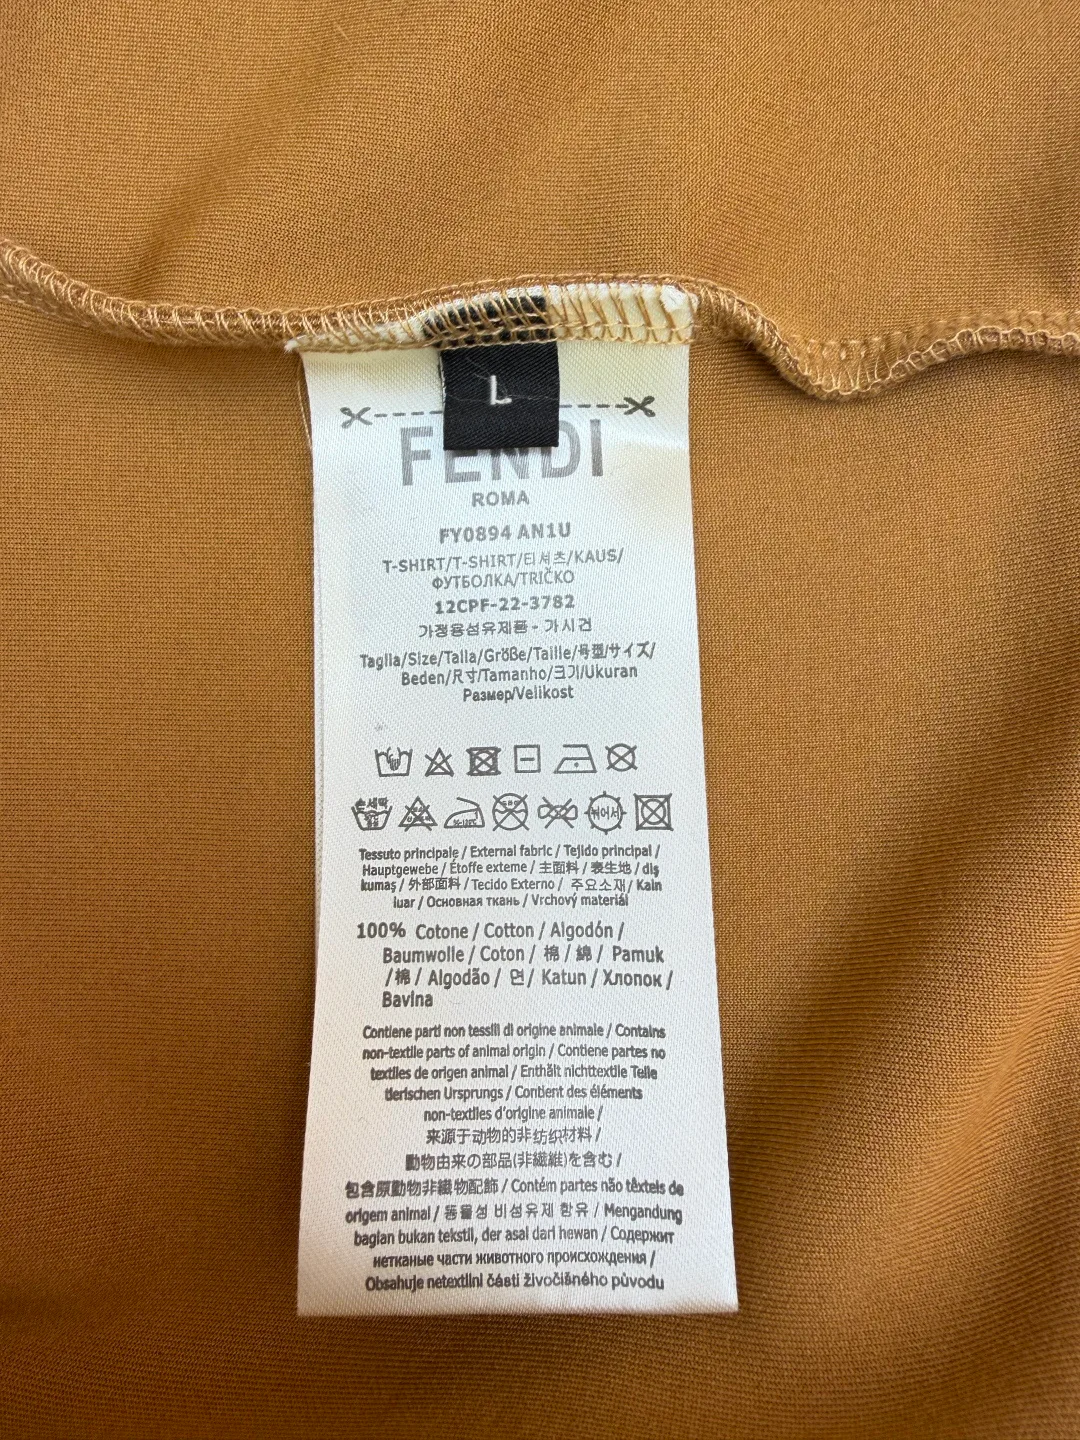 L
FENDI
ROMA
FY0894 AN1U
T-SHIRT/T-SHIRT/티셔츠/KAUS/
ФУТБОЛКА/TRIČKO
12CPF-22-3782
가정용섬유제품 - 가시건
Taglia/Size/Talla/Größe/Taille/号型/サイズ/
Beden/尺寸/Tamanho/크기/Ukuran
Размер/Velikost
손세탁
짜어서
Tessuto principale / External fabric / Tejido principal /
Hauptgewebe / Étoffe exteme / 主面料 / 表生地 / diş
kumaş / 外部面料 / Tecido Externo / 주요소재 / Kain
luar / Основная ткань / Vrchový materiál
100% Cotone / Cotton / Algodón /
Baumwolle / Coton / 棉 / 綿 / Pamuk
/ 棉 / Algodão / 면 / Katun / Хлопок /
Bavlna
Contiene parti non tessili di origine animale / Contains
non-textile parts of animal origin / Contiene partes no
textiles de origen animal / Enthält nichttextile Teile
tierischen Ursprungs / Contient des éléments
non-textiles d'origine animale /
来源于动物的非纺织材料 /
動物由来の部品(非繊維)を含む /
包含原動物非織物配飾 / Contém partes não têxteis de
origem animal / 동물성 비섬유제 함유 / Mengandung
bagian bukan tekstil, der asal dari hewan / Содержит
нетканые части животного происхождения /
Obsahuje netextilní části živočišného původu